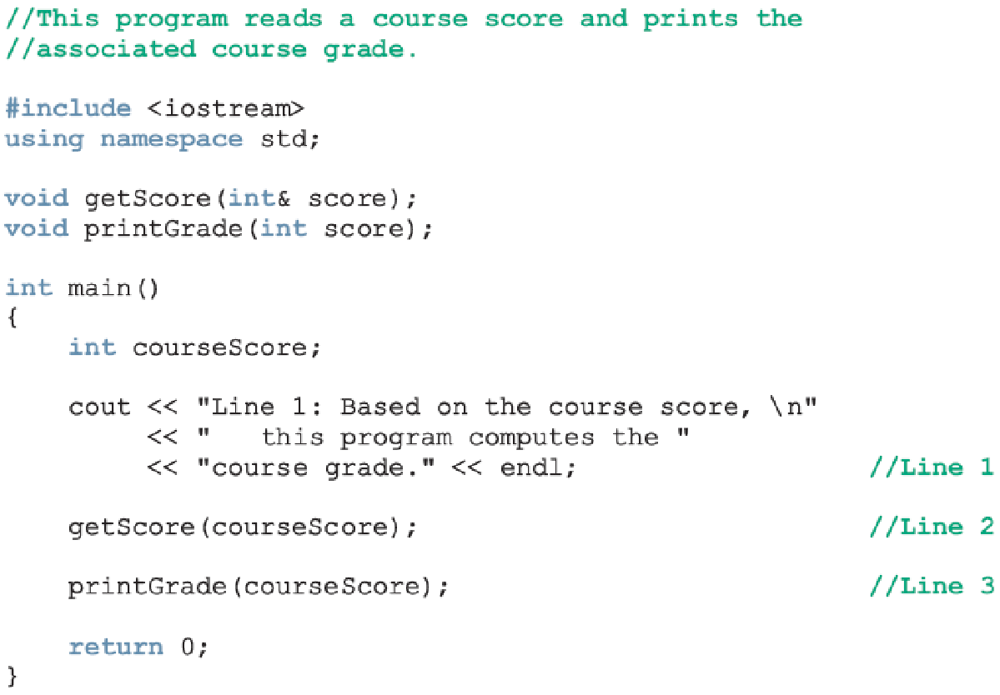 //This program reads a course score and prints the
//associated course grade.
#include <iostream>
using namespace std;
void getScore(int& score);
void printGrade(int score);
int main()
{
    int courseScore;
    cout << "Line 1: Based on the course score, \n"
         << "   this program computes the "
         << "course grade." << endl;                   //Line 1
    getScore(courseScore);                             //Line 2
    printGrade(courseScore);                           //Line 3
    return 0;
}